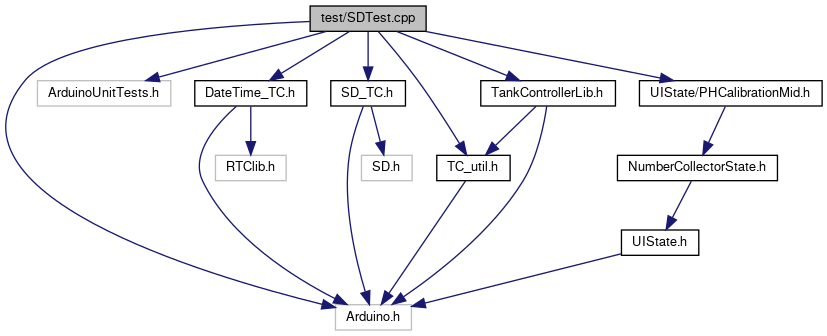 test/SDTest.cpp
ArduinoUnitTests.h
DateTime_TC.h
SD_TC.h
TankControllerLib.h
UIState/PHCalibrationMid.h
RTClib.h
SD.h
TC_util.h
NumberCollectorState.h
UIState.h
Arduino.h